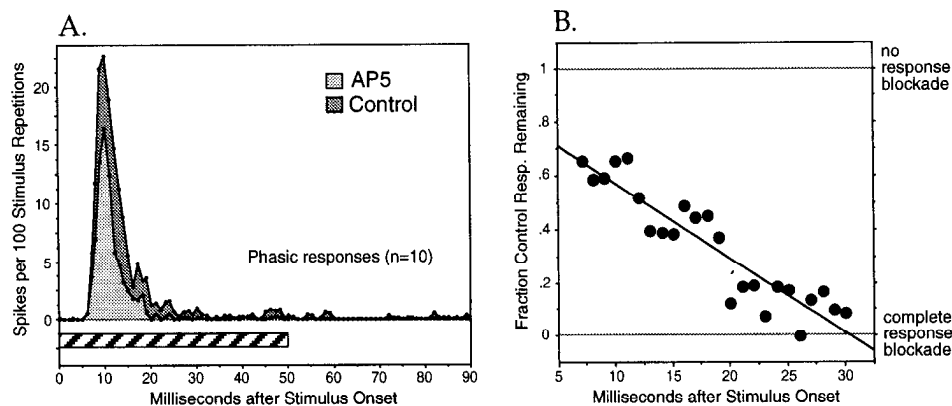 A.
Spikes per 100 Stimulus Repetitions
20
15
10
5
0
AP5
Control
Phasic responses (n=10)
0 10 20 30 40 50 60 70 80 90
Milliseconds after Stimulus Onset
B.
Fraction Control Resp. Remaining
1
.8
.6
.4
.2
0
no
response
blockade
complete
response
blockade
5 10 15 20 25 30
Milliseconds after Stimulus Onset